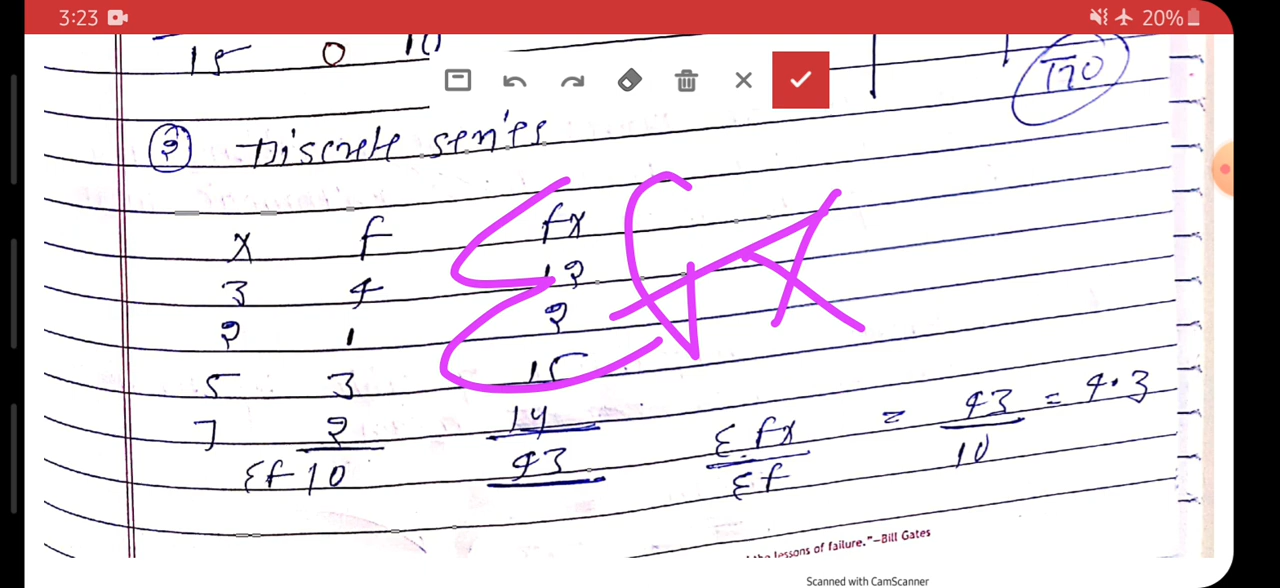 3:23 20%
15 0 10
170
② Discrete series
x f fx
3 4 12
2 1 2
5 3 15
7 2 14
Σf 10 43 Σfx / Σf = 43/10 = 4.3
Σfx
the lessons of failure."–Bill Gates
Scanned with CamScanner